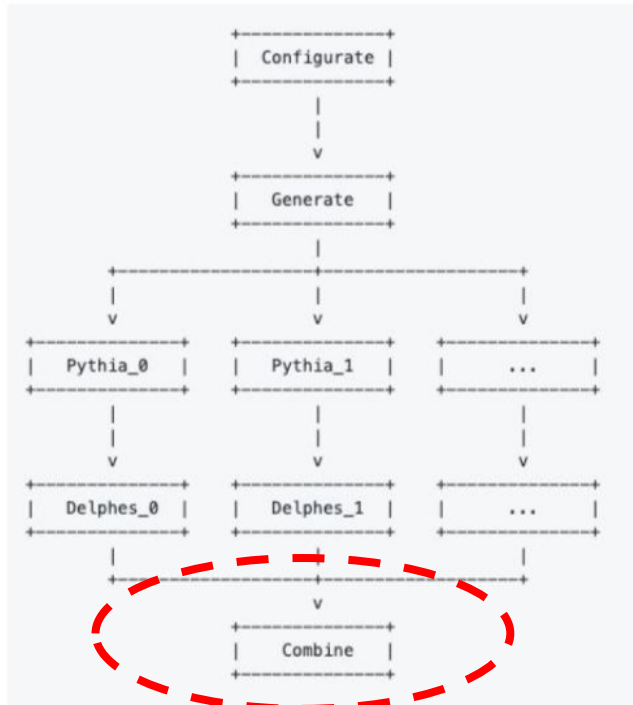 Configurate
Generate
Pythia_0 Pythia_1 ...
Delphes_0 Delphes_1 ...
Combine